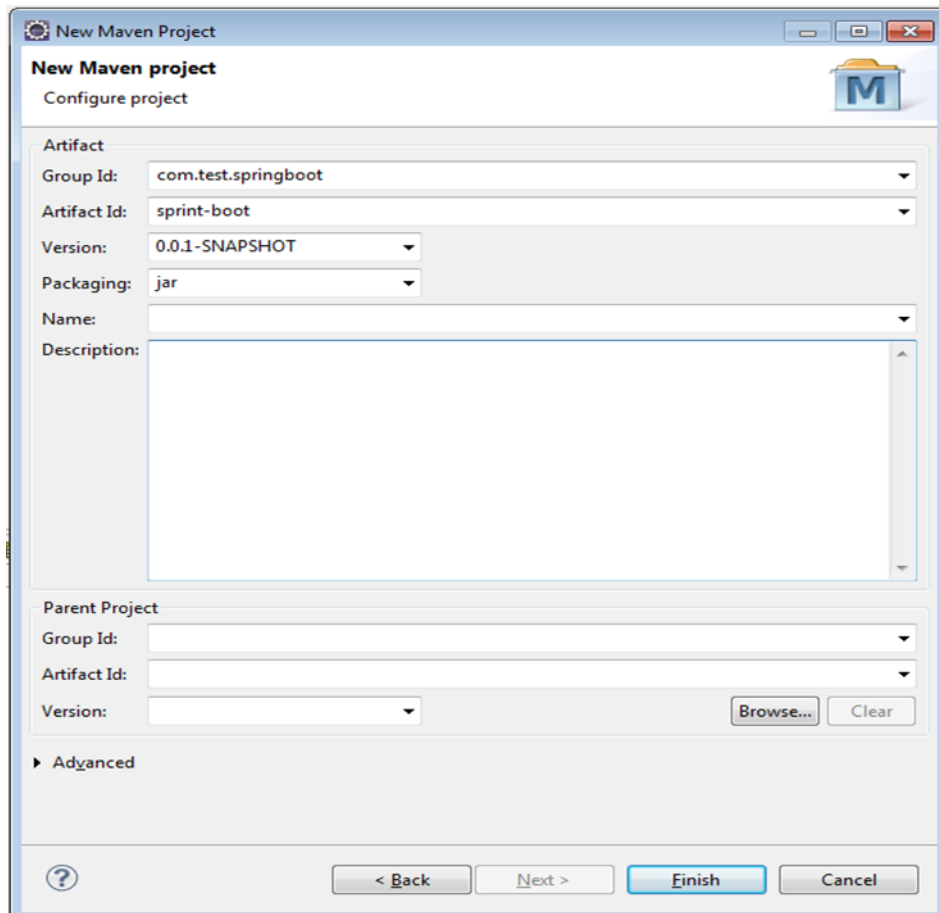 New Maven Project
New Maven project
Configure project
M
Artifact
Group Id: com.test.springboot
Artifact Id: sprint-boot
Version: 0.0.1-SNAPSHOT
Packaging: jar
Name:
Description:
Parent Project
Group Id:
Artifact Id:
Version: Browse... Clear
Advanced
? < Back Next > Finish Cancel